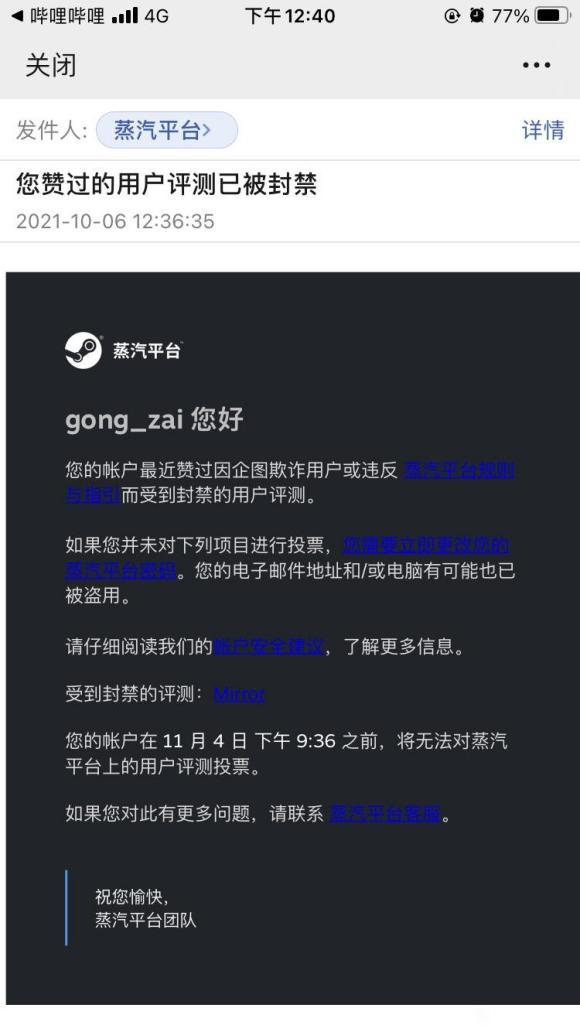 哔哩哔哩 4G 下午12:40 77%
关闭
发件人: 蒸汽平台 详情
您赞过的用户评测已被封禁
2021-10-06 12:36:35
蒸汽平台
gong_zai 您好
您的帐户最近赞过因企图欺诈用户或违反 蒸汽平台规则
与指引而受到封禁的用户评测。
如果您并未对下列项目进行投票，您需要立即更改您的
蒸汽平台密码。您的电子邮件地址和/或电脑有可能也已
被盗用。
请仔细阅读我们的帐户安全建议，了解更多信息。
受到封禁的评测：Mirror
您的帐户在 11 月 4 日 下午 9:36 之前，将无法对蒸汽
平台上的用户评测投票。
如果您对此有更多问题，请联系 蒸汽平台客服。
祝您愉快，
蒸汽平台团队